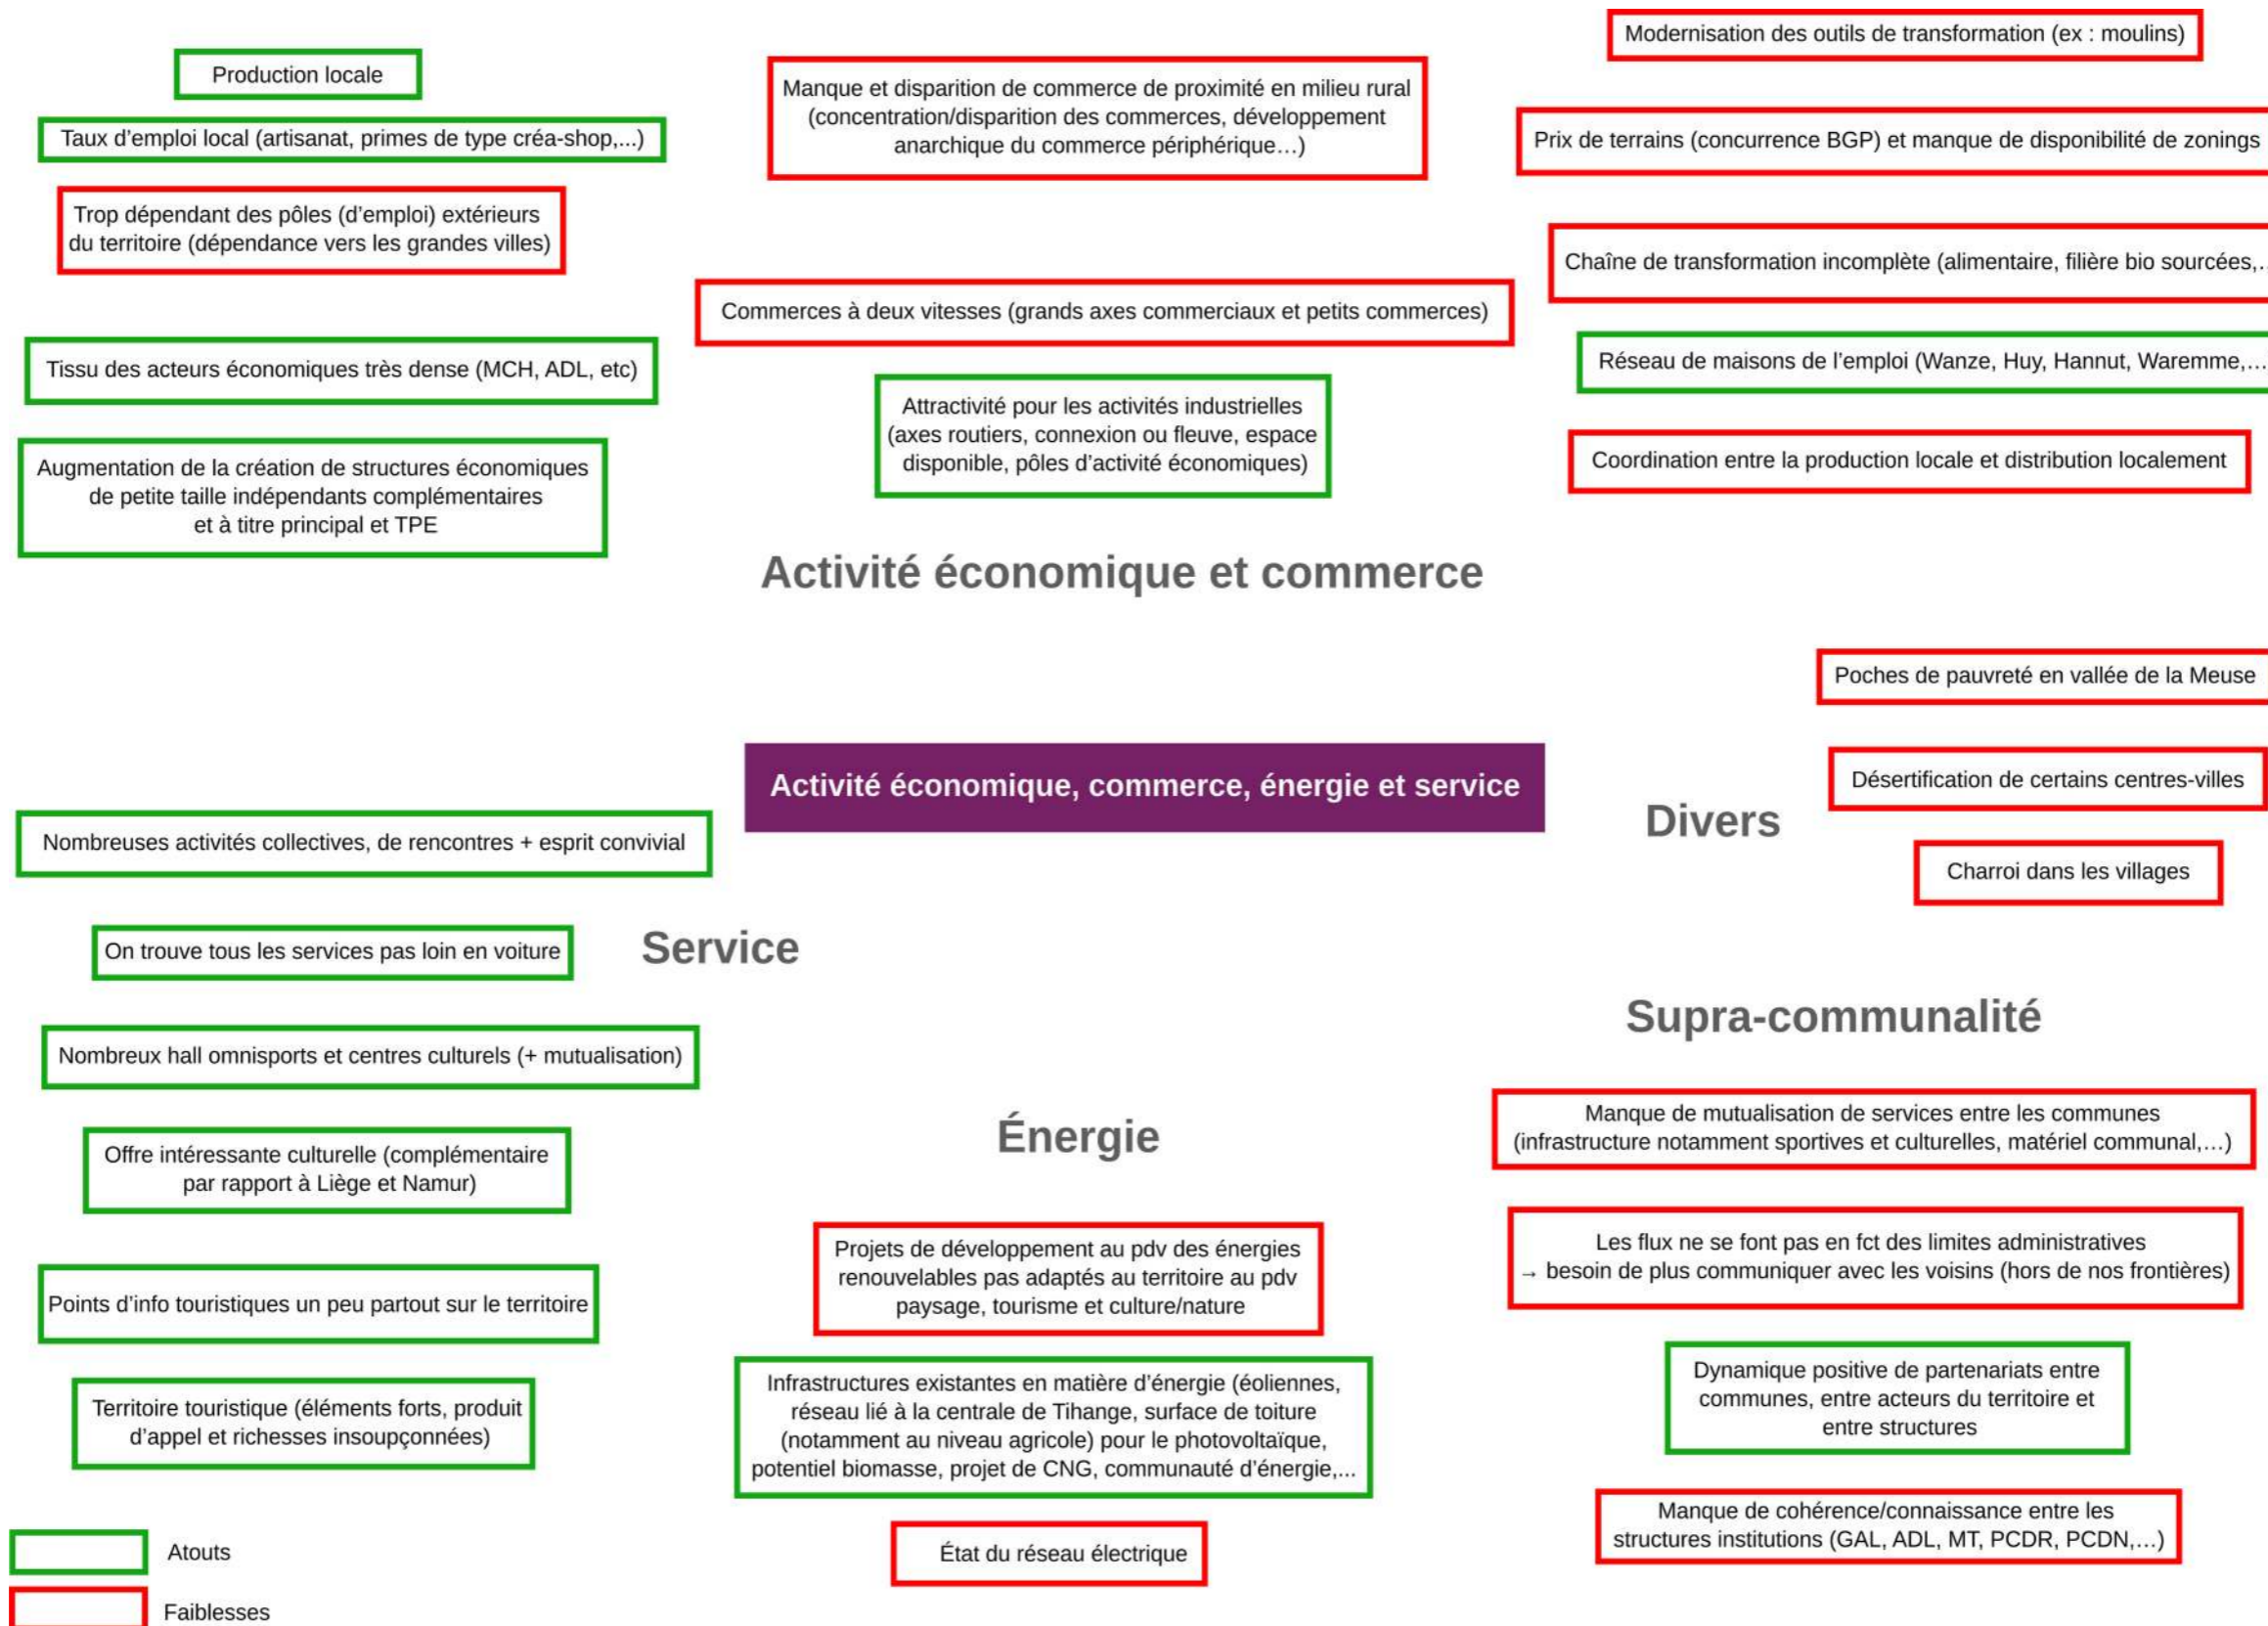 Production locale
Taux d'emploi local (artisanat, primes de type créa-shop,...)
Trop dépendant des pôles (d'emploi) extérieurs
du territoire (dépendance vers les grandes villes)
Tissu des acteurs économiques très dense (MCH, ADL, etc)
Augmentation de la création de structures économiques
de petite taille indépendants complémentaires
et à titre principal et TPE
Manque et disparition de commerce de proximité en milieu rural
(concentration/disparition des commerces, développement
anarchique du commerce périphérique…)
Commerces à deux vitesses (grands axes commerciaux et petits commerces)
Attractivité pour les activités industrielles
(axes routiers, connexion ou fleuve, espace
disponible, pôles d'activité économiques)
Modernisation des outils de transformation (ex : moulins)
Prix de terrains (concurrence BGP) et manque de disponibilité de zonings
Chaîne de transformation incomplète (alimentaire, filière bio sourcées,..
Réseau de maisons de l'emploi (Wanze, Huy, Hannut, Waremme,…
Coordination entre la production locale et distribution localement
Activité économique et commerce
Activité économique, commerce, énergie et service
Divers
Poches de pauvreté en vallée de la Meuse
Désertification de certains centres-villes
Charroi dans les villages
Service
Nombreuses activités collectives, de rencontres + esprit convivial
On trouve tous les services pas loin en voiture
Nombreux hall omnisports et centres culturels (+ mutualisation)
Offre intéressante culturelle (complémentaire
par rapport à Liège et Namur)
Points d'info touristiques un peu partout sur le territoire
Territoire touristique (éléments forts, produit
d'appel et richesses insoupçonnées)
Énergie
Projets de développement au pdv des énergies
renouvelables pas adaptés au territoire au pdv
paysage, tourisme et culture/nature
Infrastructures existantes en matière d'énergie (éoliennes,
réseau lié à la centrale de Tihange, surface de toiture
(notamment au niveau agricole) pour le photovoltaïque,
potentiel biomasse, projet de CNG, communauté d'énergie,...
État du réseau électrique
Supra-communalité
Manque de mutualisation de services entre les communes
(infrastructure notamment sportives et culturelles, matériel communal,…)
Les flux ne se font pas en fct des limites administratives
→ besoin de plus communiquer avec les voisins (hors de nos frontières)
Dynamique positive de partenariats entre
communes, entre acteurs du territoire et
entre structures
Manque de cohérence/connaissance entre les
structures institutions (GAL, ADL, MT, PCDR, PCDN,…)
Atouts
Faiblesses